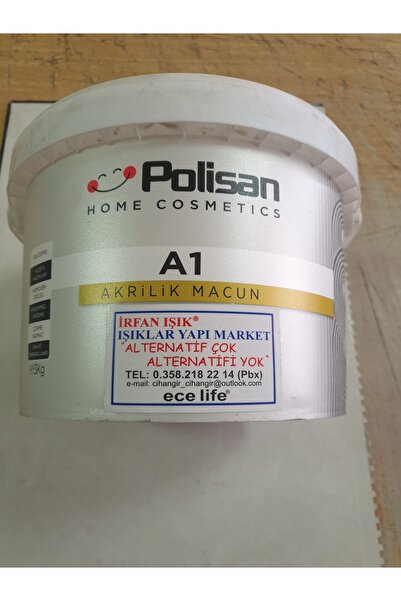 Polisan
HOME COSMETICS
A1
AKRİLİK MACUN
İRFAN IŞIK®
IŞIKLAR YAPI MARKET
"ALTERNATİF ÇOK
ALTERNATİFİ YOK"
TEL: 0.358.218 22 14 (Pbx)
e-mail: cihangir_cihangir@outlook.com
ece life®
℮3Kg